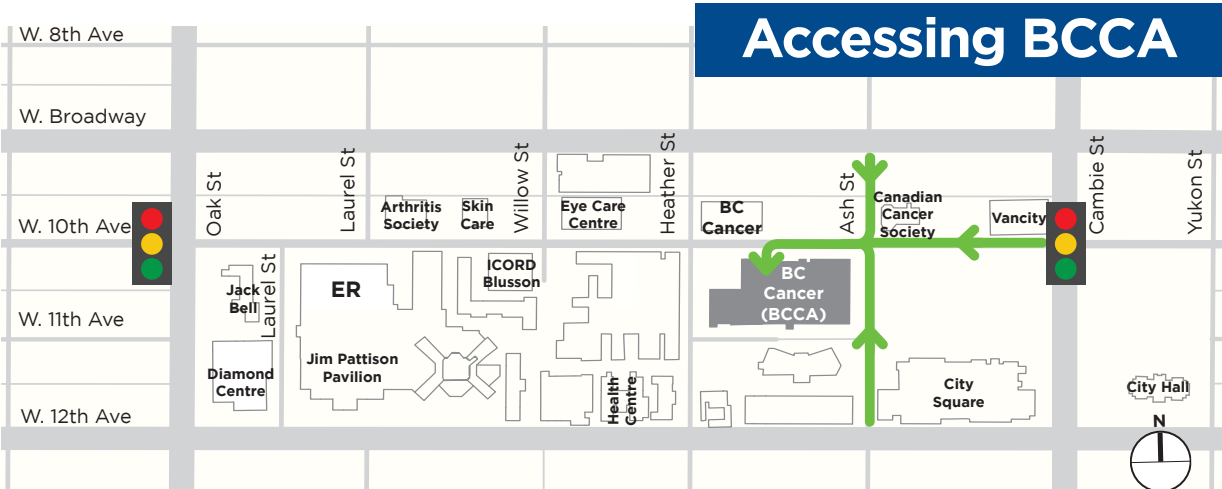 Accessing BCCA
W. 8th Ave
W. Broadway
W. 10th Ave
W. 11th Ave
W. 12th Ave
Oak St
Laurel St
Laurel St
Willow St
Heather St
Ash St
Cambie St
Yukon St
Arthritis
Society
Skin
Care
Eye Care
Centre
BC
Cancer
Canadian
Cancer
Society
Vancity
Jack
Bell
ER
ICORD
Blusson
BC
Cancer
(BCCA)
Diamond
Centre
Jim Pattison
Pavilion
Health
Centre
City
Square
City Hall
N